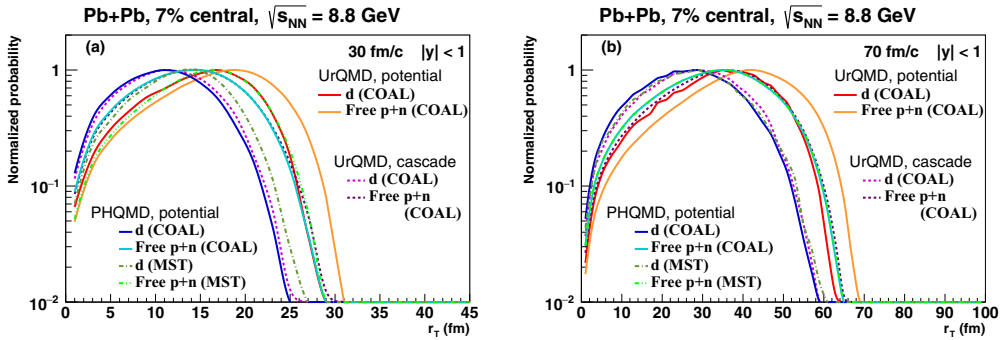 Pb+Pb, 7% central, √s_NN = 8.8 GeV
Normalized probability
(a)
30 fm/c |y| < 1
UrQMD, potential
d (COAL)
Free p+n (COAL)
UrQMD, cascade
d (COAL)
Free p+n
(COAL)
PHQMD, potential
d (COAL)
Free p+n (COAL)
d (MST)
Free p+n (MST)
1
10⁻¹
10⁻²
0 5 10 15 20 25 30 35 40 45
r_T (fm)
Pb+Pb, 7% central, √s_NN = 8.8 GeV
Normalized probability
(b)
70 fm/c |y| < 1
UrQMD, potential
d (COAL)
Free p+n (COAL)
UrQMD, cascade
d (COAL)
Free p+n
(COAL)
PHQMD, potential
d (COAL)
Free p+n (COAL)
d (MST)
Free p+n (MST)
1
10⁻¹
10⁻²
0 10 20 30 40 50 60 70 80 90 100
r_T (fm)